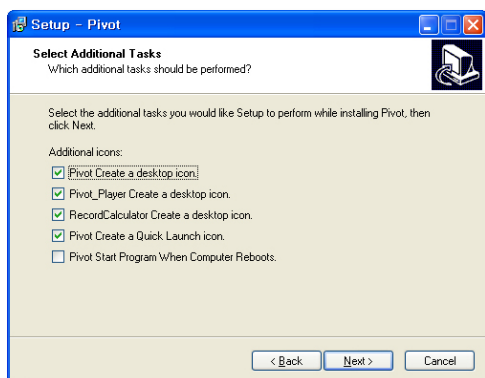 Setup - Pivot
Select Additional Tasks
Which additional tasks should be performed?
Select the additional tasks you would like Setup to perform while installing Pivot, then
click Next.
Additional icons:
Pivot Create a desktop icon.
Pivot_Player Create a desktop icon.
RecordCalculator Create a desktop icon.
Pivot Create a Quick Launch icon.
Pivot Start Program When Computer Reboots.
< Back
Next >
Cancel